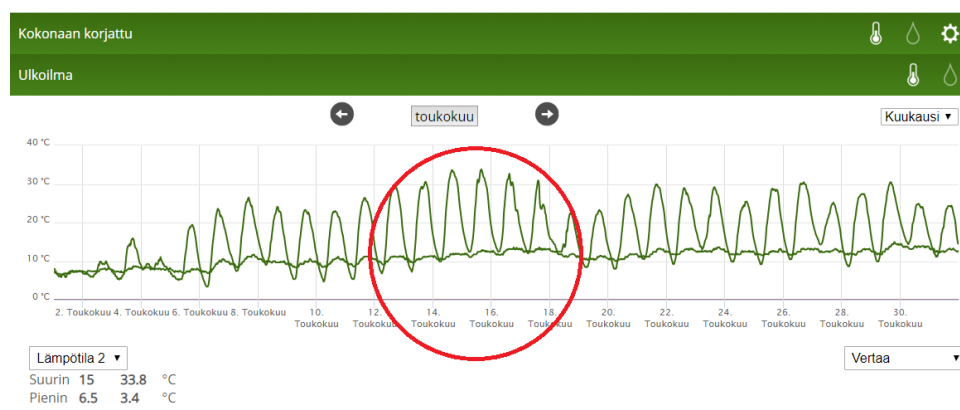 Kokonaan korjattu
Ulkoilma
toukokuu
Kuukausi
40 °C
30 °C
20 °C
10 °C
0 °C
2. Toukokuu 4. Toukokuu 6. Toukokuu 8. Toukokuu 10. Toukokuu 12. Toukokuu 14. Toukokuu 16. Toukokuu 18. Toukokuu 20. Toukokuu 22. Toukokuu 24. Toukokuu 26. Toukokuu 28. Toukokuu 30. Toukokuu
Lämpötila 2
Vertaa
Suurin 15 33.8 °C
Pienin 6.5 3.4 °C